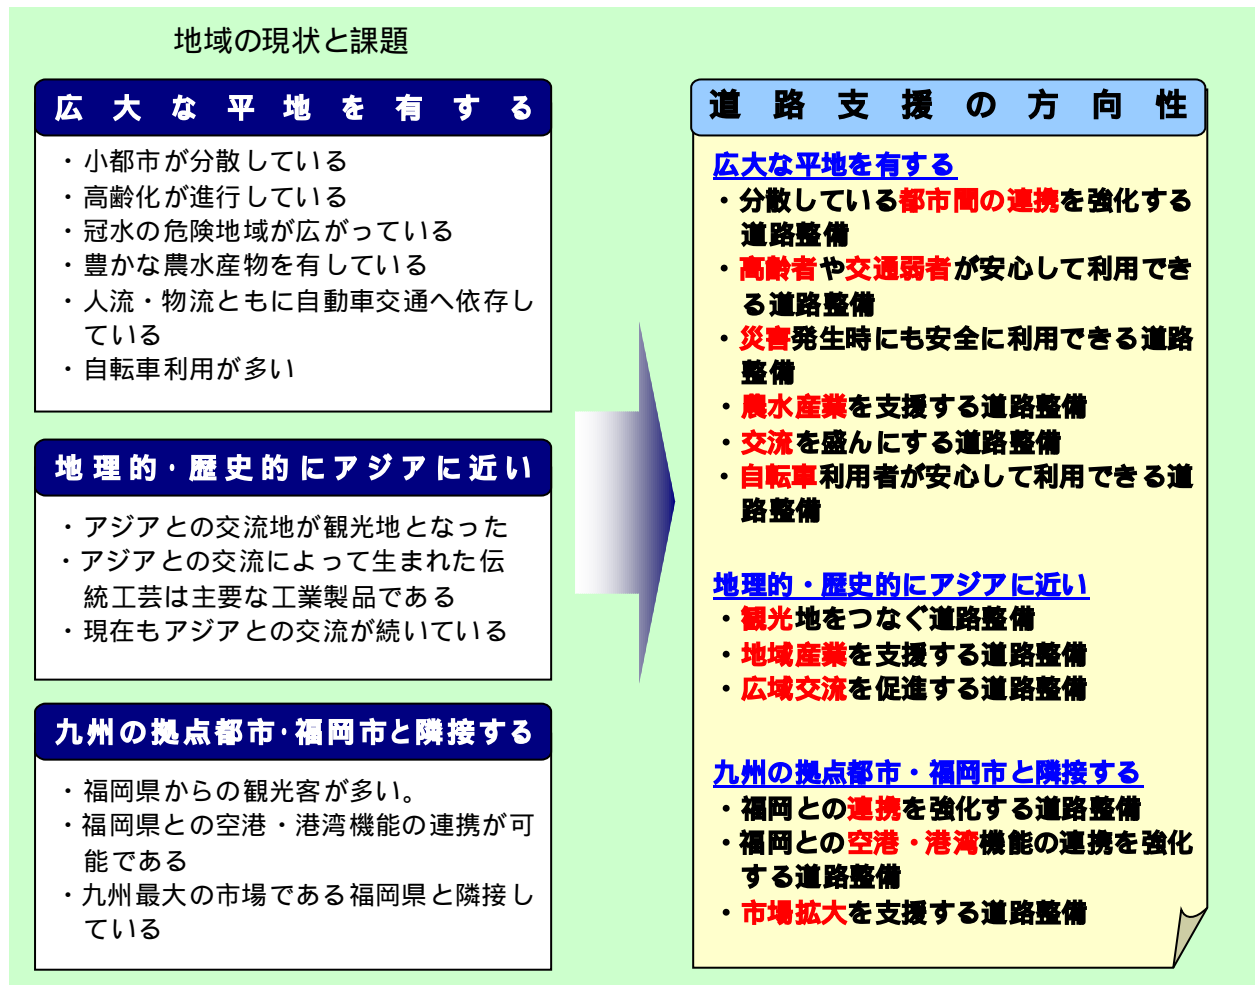 地域の現状と課題
広大な平地を有する
・小都市が分散している
・高齢化が進行している
・冠水の危険地域が広がっている
・豊かな農水産物を有している
・人流・物流ともに自動車交通へ依存し
ている
・自転車利用が多い
地理的・歴史的にアジアに近い
・アジアとの交流地が観光地となった
・アジアとの交流によって生まれた伝
統工芸は主要な工業製品である
・現在もアジアとの交流が続いている
九州の拠点都市・福岡市と隣接する
・福岡県からの観光客が多い。
・福岡県との空港・港湾機能の連携が可
能である
・九州最大の市場である福岡県と隣接し
ている
道路支援の方向性
広大な平地を有する
・分散している都市間の連携を強化する
道路整備
・高齢者や交通弱者が安心して利用でき
る道路整備
・災害発生時にも安全に利用できる道路
整備
・農水産業を支援する道路整備
・交流を盛んにする道路整備
・自転車利用者が安心して利用できる道
路整備
地理的・歴史的にアジアに近い
・観光地をつなぐ道路整備
・地域産業を支援する道路整備
・広域交流を促進する道路整備
九州の拠点都市・福岡市と隣接する
・福岡との連携を強化する道路整備
・福岡との空港・港湾機能の連携を強化
する道路整備
・市場拡大を支援する道路整備